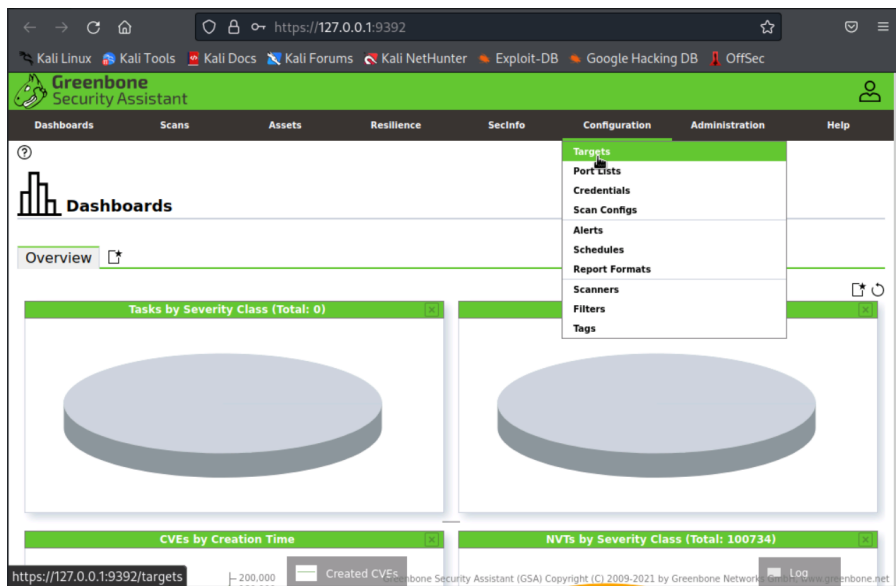 https://127.0.0.1:9392
Kali Linux Kali Tools Kali Docs Kali Forums Kali NetHunter Exploit-DB Google Hacking DB OffSec
Greenbone
Security Assistant
Dashboards Scans Assets Resilience SecInfo Configuration Administration Help
Targets
Port Lists
Credentials
Scan Configs
Alerts
Schedules
Report Formats
Scanners
Filters
Tags
Dashboards
Overview
Tasks by Severity Class (Total: 0)
CVEs by Creation Time
NVTs by Severity Class (Total: 100734)
200,000
Created CVEs
Log
Greenbone Security Assistant (GSA) Copyright (C) 2009-2021 by Greenbone Networks GmbH, www.greenbone.net
https://127.0.0.1:9392/targets